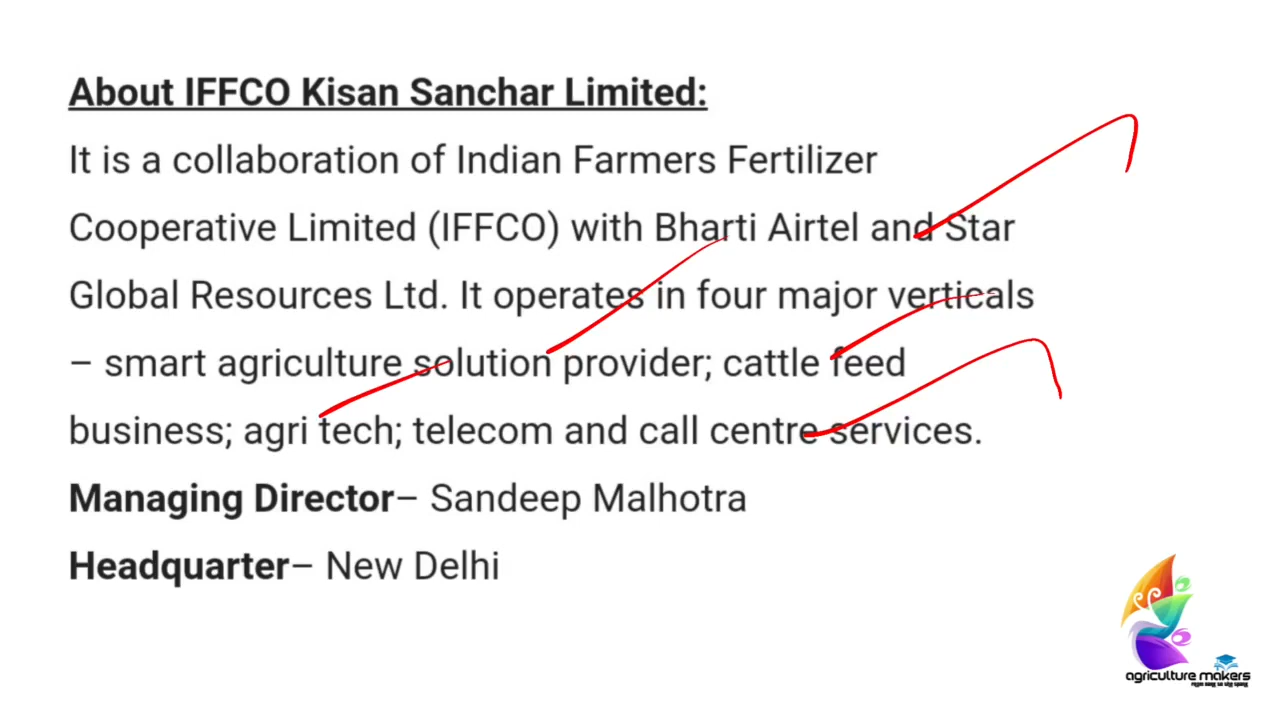 About IFFCO Kisan Sanchar Limited:
It is a collaboration of Indian Farmers Fertilizer
Cooperative Limited (IFFCO) with Bharti Airtel and Star
Global Resources Ltd. It operates in four major verticals
– smart agriculture solution provider; cattle feed
business; agri tech; telecom and call centre services.
Managing Director– Sandeep Malhotra
Headquarter– New Delhi
agriculture makers